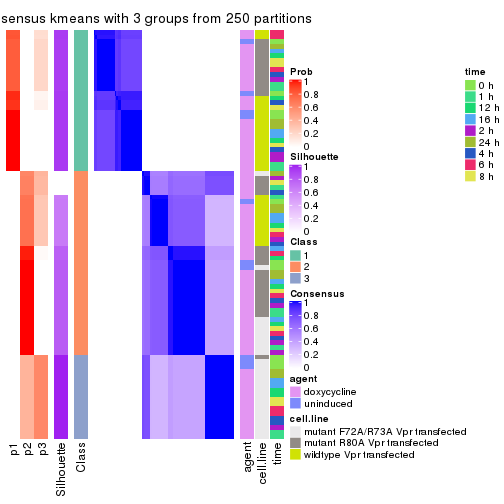 sensus kmeans with 3 groups from 250 partitions
Prob
1
0.8
0.6
0.4
0.2
0
Silhouette
1
0.8
0.6
0.4
0.2
0
Class
1
2
3
Consensus
1
0.8
0.6
0.4
0.2
0
agent
doxycycline
uninduced
cell.line
mutant F72A/R73A Vpr transfected
mutant R80A Vpr transfected
wildtype Vpr transfected
time
0 h
1 h
12 h
16 h
2 h
24 h
4 h
6 h
8 h
p1
p2
p3
Silhouette
Class
agent
cell.line
time